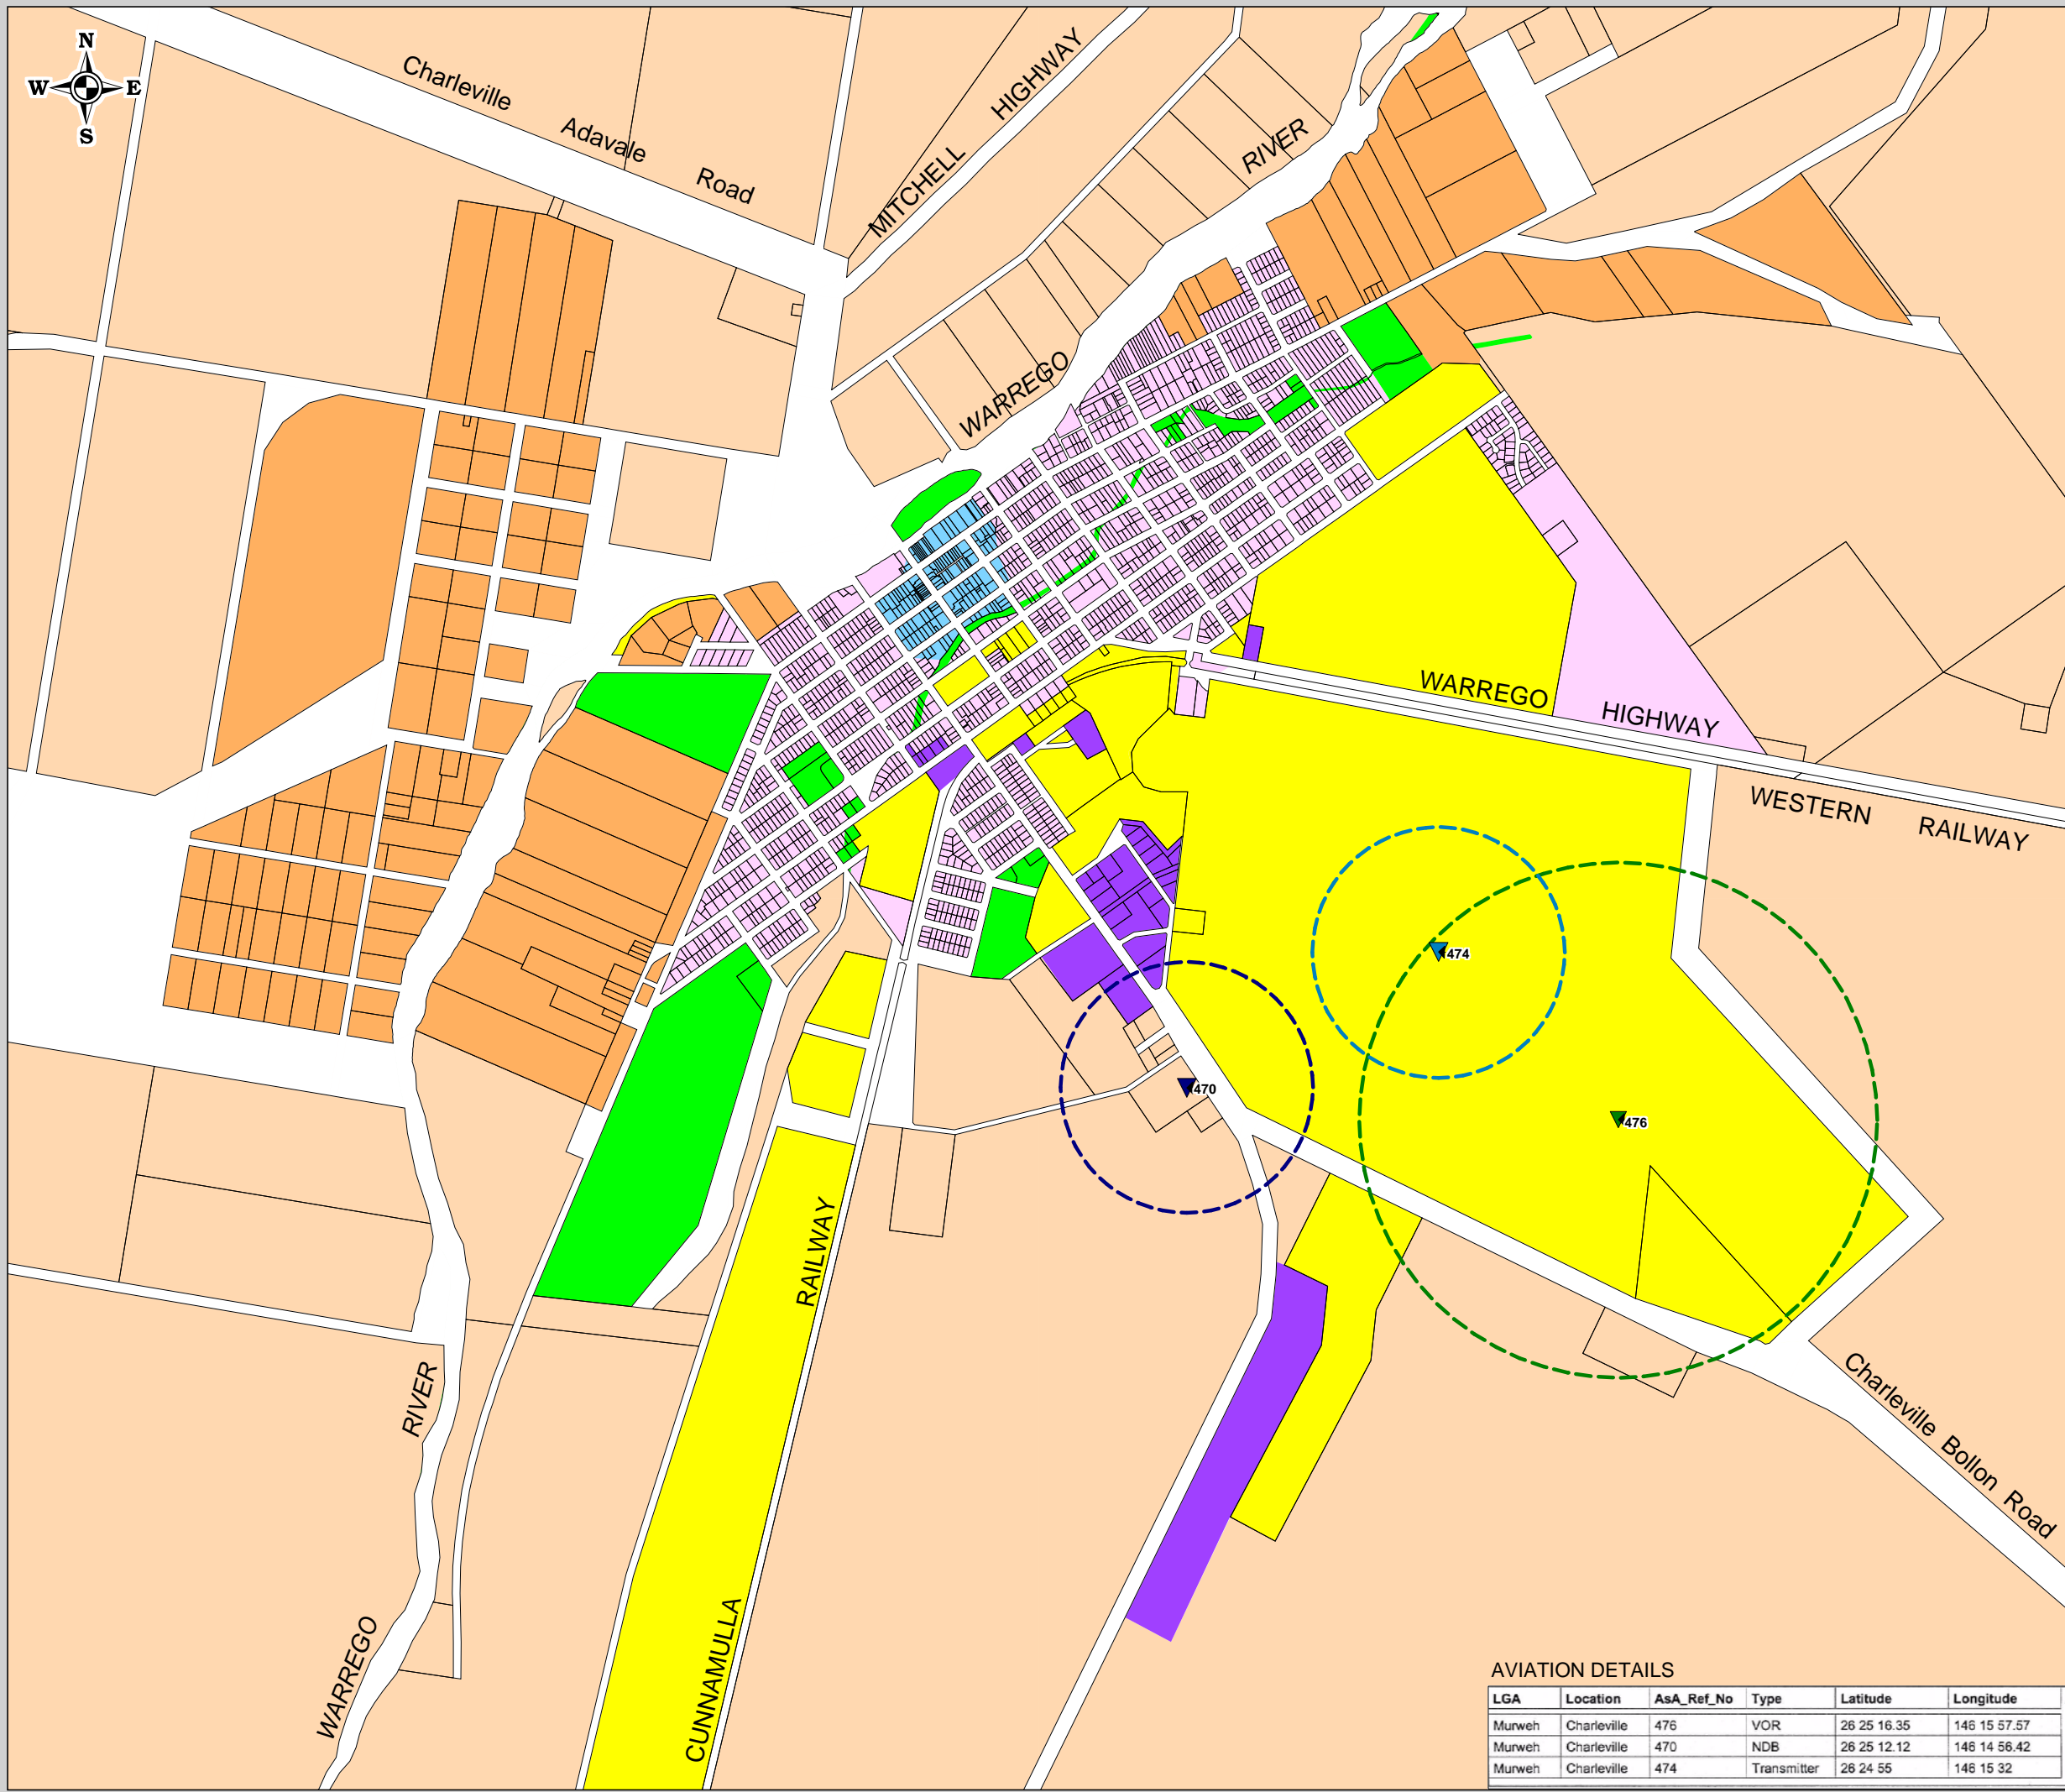 N
W E
S
Charleville Adavale Road
MITCHELL HIGHWAY
WARREGO RIVER
WARREGO HIGHWAY
WESTERN RAILWAY
474
470
476
CUNNAMULLA RAILWAY
WARREGO RIVER
Charleville Bollon Road
AVIATION DETAILS
LGA Location AsA_Ref_No Type Latitude Longitude
Murweh Charleville 476 VOR 26 25 16.35 146 15 57.57
Murweh Charleville 470 NDB 26 25 12.12 146 14 56.42
Murweh Charleville 474 Transmitter 26 24 55 146 15 32